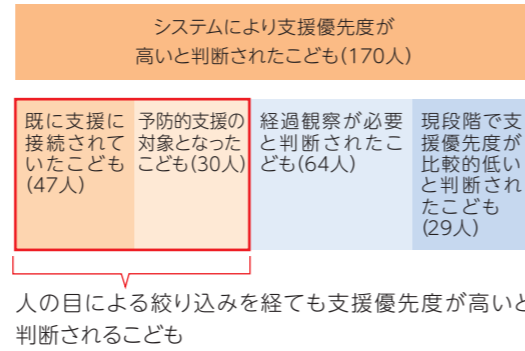 システムにより支援優先度が
高いと判断されたこども(170人)
既に支援に
接続されて
いたこども
(47人)
予防的支援の
対象となった
こども(30人)
経過観察が必要
と判断されたこ
ども(64人)
現段階で支
援優先度が
比較的低い
と判断され
たこども
(29人)
人の目による絞り込みを経ても支援優先度が高いと
判断されるこども